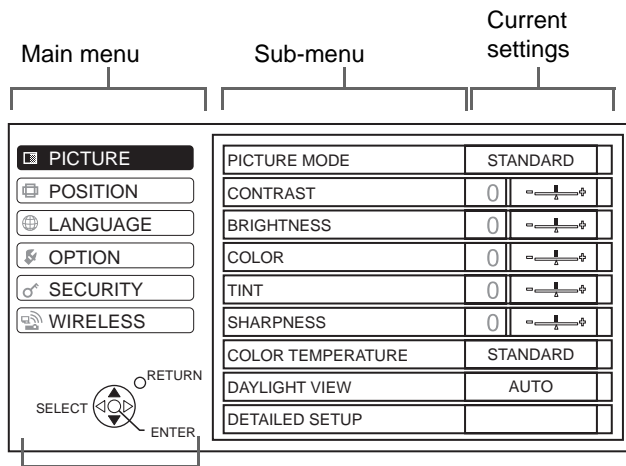 Main menu
Sub-menu
Current
settings
PICTURE
POSITION
LANGUAGE
OPTION
SECURITY
WIRELESS
RETURN
SELECT
ENTER
PICTURE MODE STANDARD
CONTRAST 0 - +
BRIGHTNESS 0 - +
COLOR 0 - +
TINT 0 - +
SHARPNESS 0 - +
COLOR TEMPERATURE STANDARD
DAYLIGHT VIEW AUTO
DETAILED SETUP